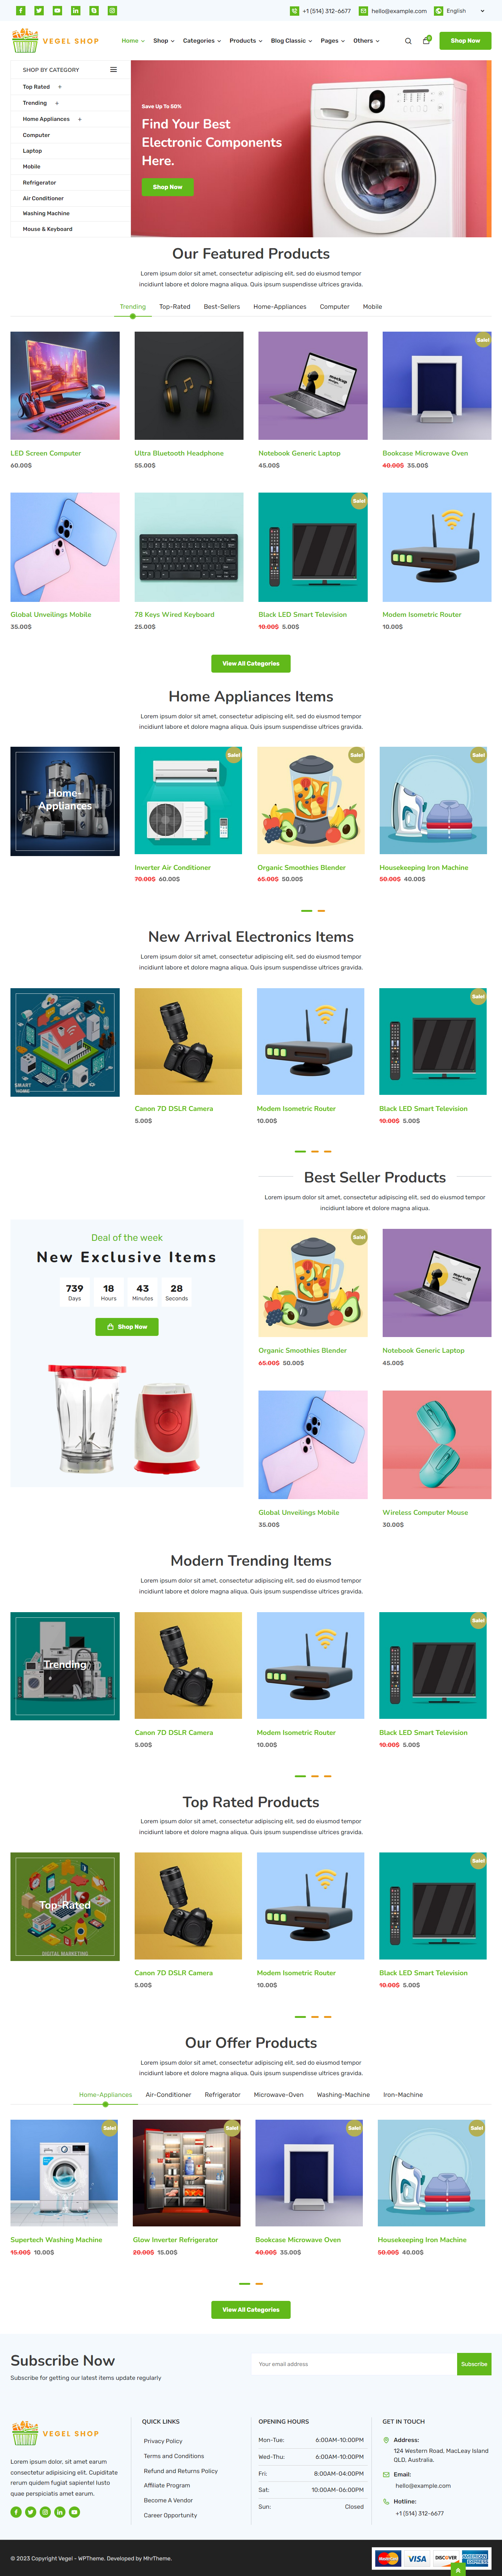 +1 (514) 312-6677
hello@example.com
English
VEGEL SHOP
Home
Shop
Categories
Products
Blog Classic
Pages
Others
0
Shop Now
SHOP BY CATEGORY
Top Rated +
Trending +
Home Appliances +
Computer
Laptop
Mobile
Refrigerator
Air Conditioner
Washing Machine
Mouse & Keyboard
Save Up To 50%
Find Your Best
Electronic Components
Here.
Shop Now
Our Featured Products
Lorem ipsum dolor sit amet, consectetur adipiscing elit, sed do eiusmod tempor
incididunt labore et dolore magna aliqua. Quis ipsum suspendisse ultrices gravida.
Trending
Top-Rated
Best-Sellers
Home-Appliances
Computer
Mobile
mockup
Sale!
LED Screen Computer
60.00$
Ultra Bluetooth Headphone
55.00$
Notebook Generic Laptop
45.00$
Bookcase Microwave Oven
40.00$ 35.00$
Sale!
Global Unveilings Mobile
35.00$
78 Keys Wired Keyboard
25.00$
Black LED Smart Television
10.00$ 5.00$
Modem Isometric Router
10.00$
View All Categories
Home Appliances Items
Lorem ipsum dolor sit amet, consectetur adipiscing elit, sed do eiusmod tempor
incididunt labore et dolore magna aliqua. Quis ipsum suspendisse ultrices gravida.
Home-
Appliances
Sale!
Sale!
Sale!
Inverter Air Conditioner
70.00$ 60.00$
Organic Smoothies Blender
65.00$ 50.00$
Housekeeping Iron Machine
50.00$ 40.00$
New Arrival Electronics Items
Lorem ipsum dolor sit amet, consectetur adipiscing elit, sed do eiusmod tempor
incididunt labore et dolore magna aliqua. Quis ipsum suspendisse ultrices gravida.
SMART
HOME
Sale!
Canon 7D DSLR Camera
5.00$
Modem Isometric Router
10.00$
Black LED Smart Television
10.00$ 5.00$
Best Seller Products
Lorem ipsum dolor sit amet, consectetur adipiscing elit, sed do eiusmod tempor
incididunt labore et dolore magna aliqua.
Deal of the week
New Exclusive Items
739
Days
18
Hours
43
Minutes
28
Seconds
Shop Now
Sale!
mockup
Organic Smoothies Blender
65.00$ 50.00$
Notebook Generic Laptop
45.00$
Global Unveilings Mobile
35.00$
Wireless Computer Mouse
30.00$
Modern Trending Items
Lorem ipsum dolor sit amet, consectetur adipiscing elit, sed do eiusmod tempor
incididunt labore et dolore magna aliqua. Quis ipsum suspendisse ultrices gravida.
Trending
Sale!
Canon 7D DSLR Camera
5.00$
Modem Isometric Router
10.00$
Black LED Smart Television
10.00$ 5.00$
Top Rated Products
Lorem ipsum dolor sit amet, consectetur adipiscing elit, sed do eiusmod tempor
incididunt labore et dolore magna aliqua. Quis ipsum suspendisse ultrices gravida.
Top-Rated
DIGITAL MARKETING
Sale!
Canon 7D DSLR Camera
5.00$
Modem Isometric Router
10.00$
Black LED Smart Television
10.00$ 5.00$
Our Offer Products
Lorem ipsum dolor sit amet, consectetur adipiscing elit, sed do eiusmod tempor
incididunt labore et dolore magna aliqua. Quis ipsum suspendisse ultrices gravida.
Home-Appliances
Air-Conditioner
Refrigerator
Microwave-Oven
Washing-Machine
Iron-Machine
Sale!
Sale!
Sale!
Sale!
Supertech Washing Machine
15.00$ 10.00$
Glow Inverter Refrigerator
20.00$ 15.00$
Bookcase Microwave Oven
40.00$ 35.00$
Housekeeping Iron Machine
50.00$ 40.00$
View All Categories
Subscribe Now
Subscribe for getting our latest items update regularly
Your email address
Subscribe
VEGEL SHOP
Lorem ipsum dolor, sit amet earum
consectetur adipisicing elit. Cupiditate
rerum quidem fugiat sapientel lusto
quae perspiciatis amet earum.
QUICK LINKS
Privacy Policy
Terms and Conditions
Refund and Returns Policy
Affiliate Program
Become A Vendor
Career Opportunity
OPENING HOURS
Mon-Tue: 6:00AM-10:00PM
Wed-Thu: 6:00AM-10:00PM
Fri: 8:00AM-04:00PM
Sat: 10:00AM-06:00PM
Sun: Closed
GET IN TOUCH
Address:
124 Western Road, MacLeay Island
QLD, Australia.
Email:
hello@example.com
Hotline:
+1 (514) 312-6677
© 2023 Copyright Vegel - WPTheme. Developed by MhrTheme.
MasterCard
VISA
DISCOVER
AMERICAN
EXPRESS